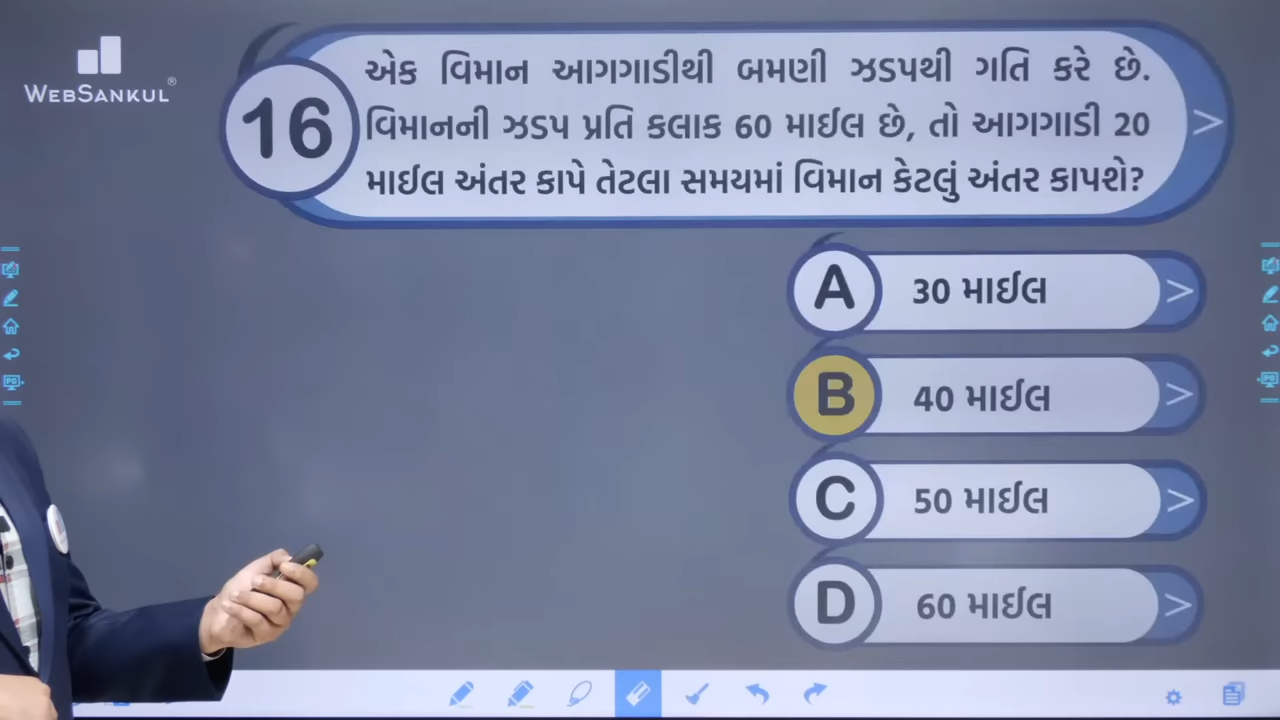 WEBSANKUL®
16
એક વિમાન આગગાડીથી બમણી ઝડપથી ગતિ કરે છે.
વિમાનની ઝડપ પ્રતિ કલાક 60 માઈલ છે, તો આગગાડી 20
માઈલ અંતર કાપે તેટલા સમયમાં વિમાન કેટલું અંતર કાપશે?
A 30 માઈલ
B 40 માઈલ
C 50 માઈલ
D 60 માઈલ